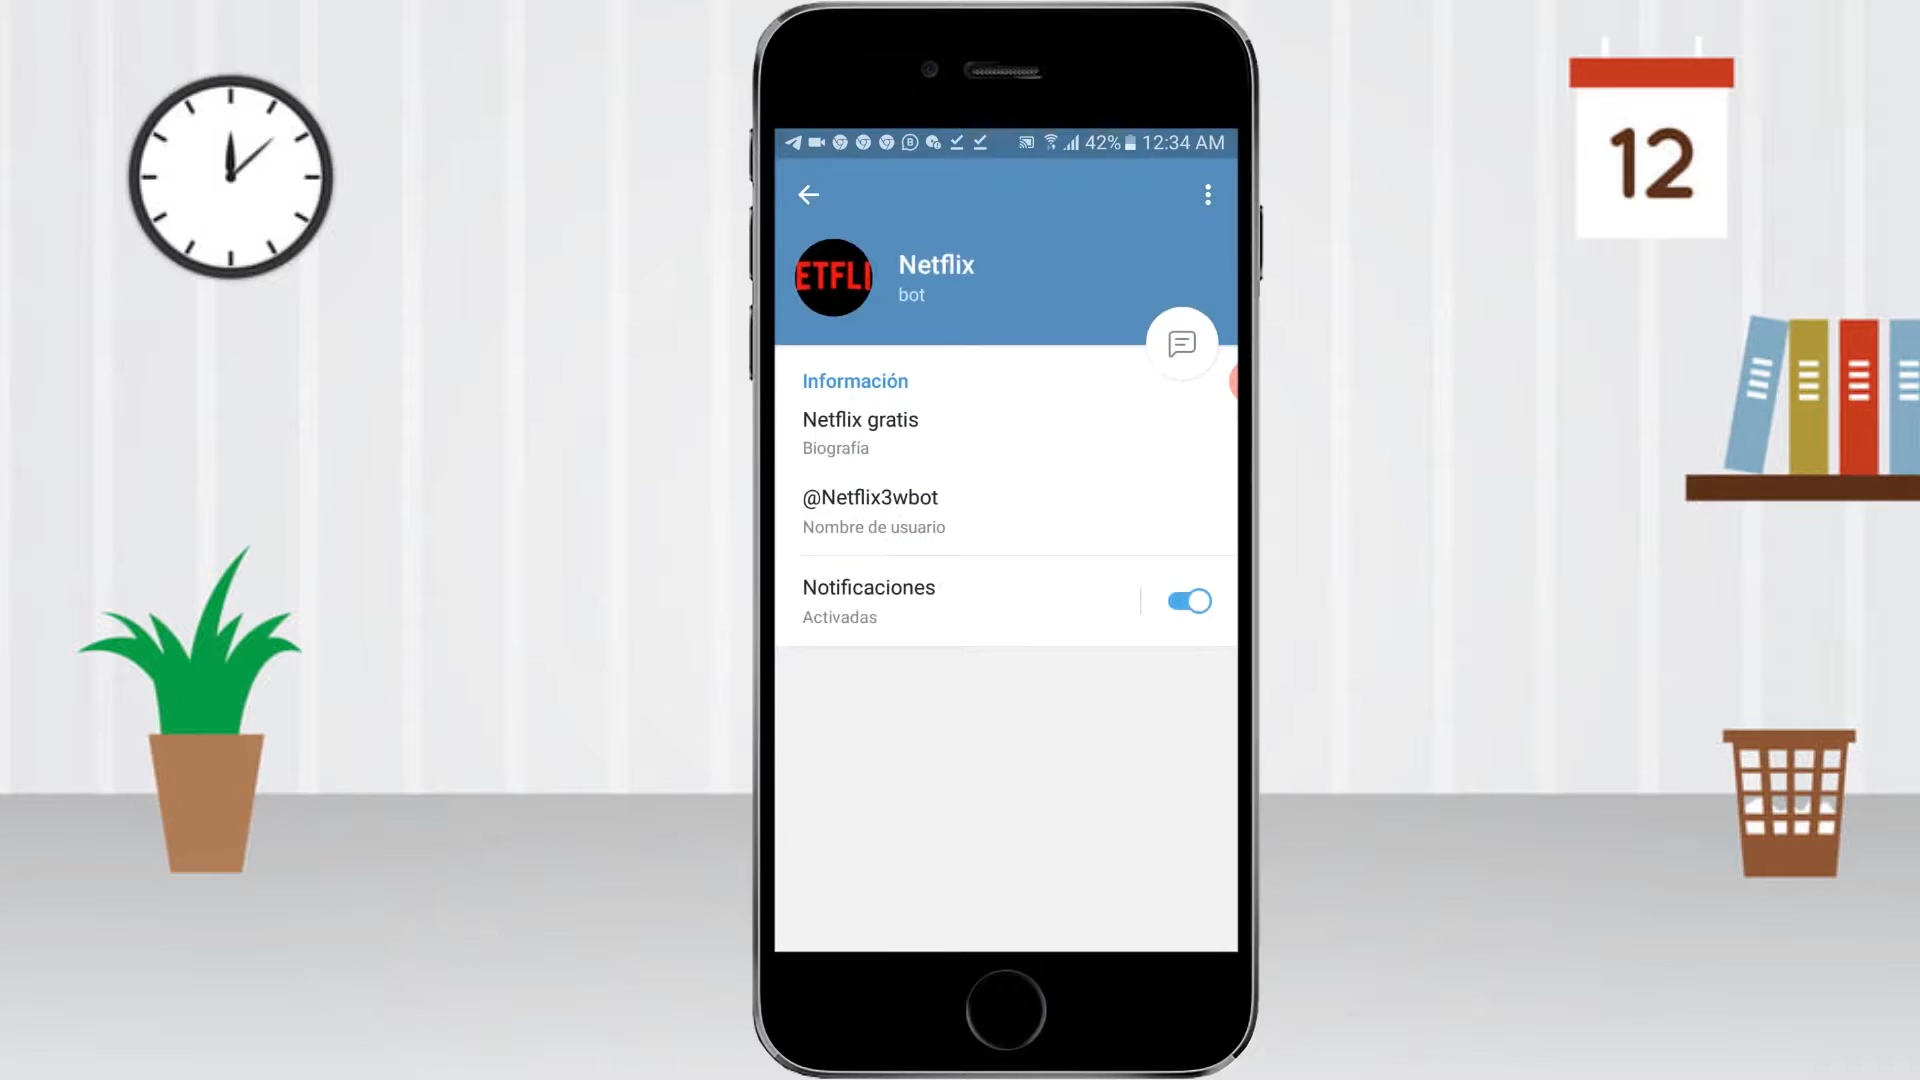 42% 12:34 AM
ETFLI
Netflix
bot
Información
Netflix gratis
Biografía
@Netflix3wbot
Nombre de usuario
Notificaciones
Activadas
12